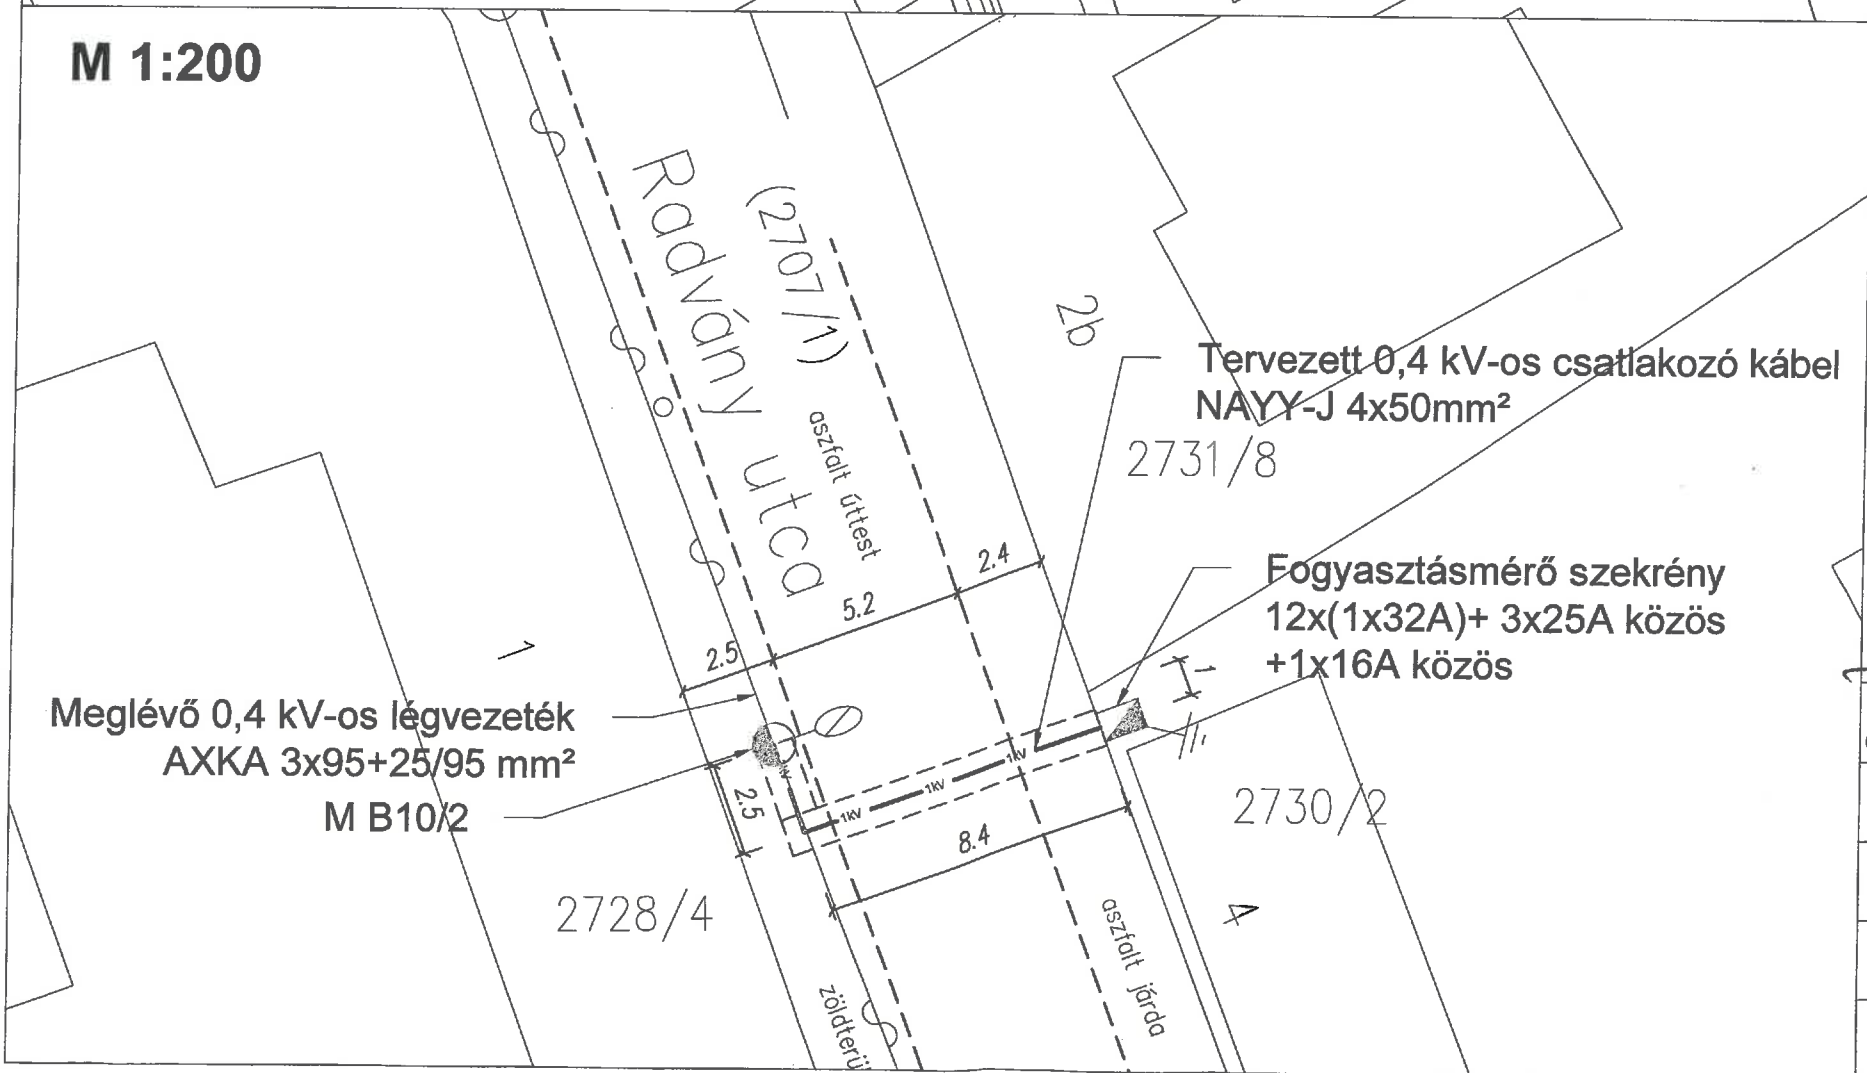 M 1:200
Radvány utca
(2707/1)
aszfalt úttest
2b
Tervezett 0,4 kV-os csatlakozó kábel
NAYY-J 4x50mm²
2731/8
2.4
5.2
2.5
Fogyasztásmérő szekrény
12x(1x32A)+ 3x25A közös
+1x16A közös
1
1
Meglévő 0,4 kV-os légvezeték
AXKA 3x95+25/95 mm²
M B10/2
2.5
1kV
1kV
1kV
8.4
2730/2
2728/4
4
aszfalt járda
zöldterül